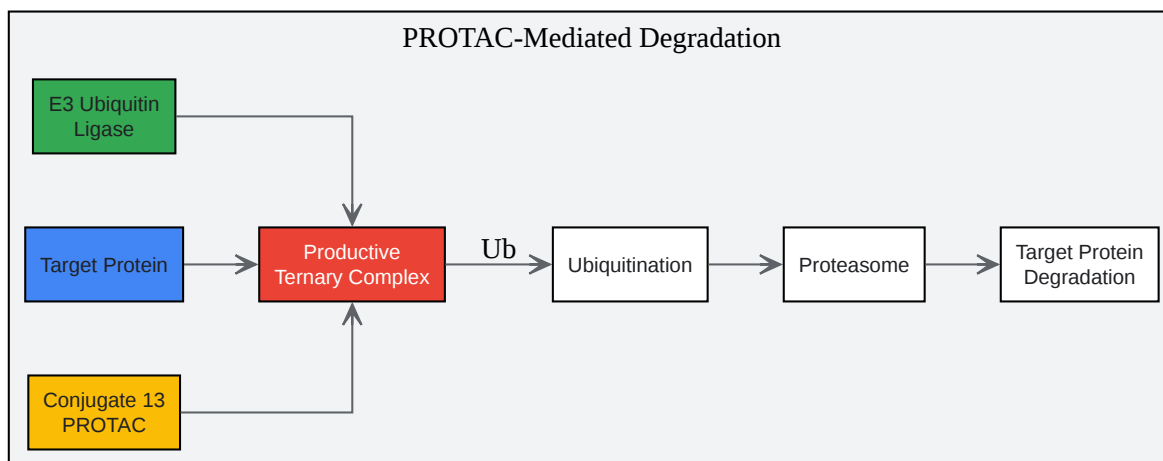 PROTAC-Mediated Degradation
E3 Ubiquitin
Ligase
Target Protein
Productive
Ternary Complex
Ub
Ubiquitination
Proteasome
Target Protein
Degradation
Conjugate 13
PROTAC